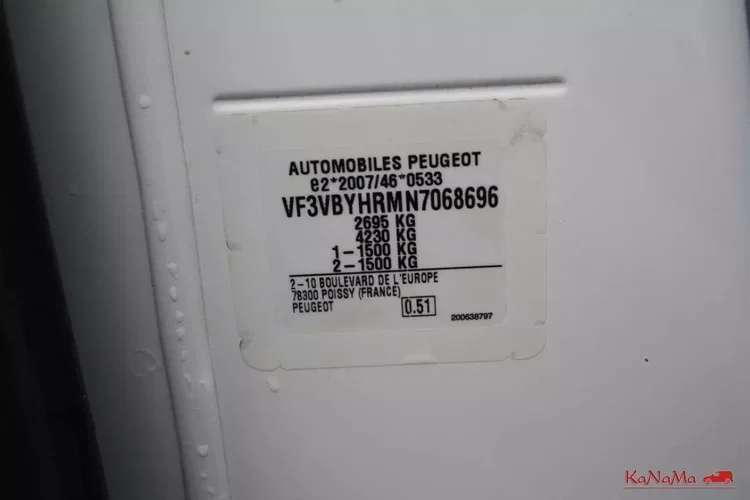 AUTOMOBILES PEUGEOT
e2*2007/46*0533
VF3VBYHRMN7068696
2695 KG
4230 KG
1-1500 KG
2-1500 KG
2-10 BOULEVARD DE L'EUROPE
78300 POISSY (FRANCE)
PEUGEOT 0.51 200638797
KaNaMa